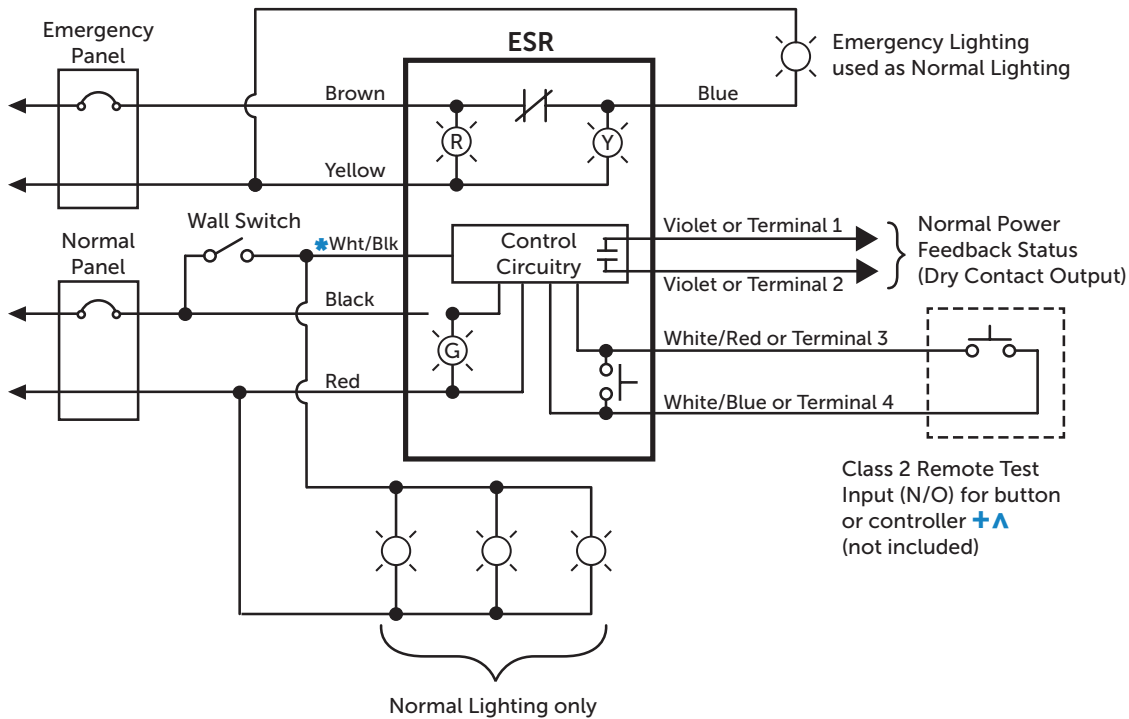 Emergency
Panel
ESR
Emergency Lighting
used as Normal Lighting
Brown
Blue
R
Y
Yellow
Wall Switch
Normal
Panel
*Wht/Blk
Control
Circuitry
Violet or Terminal 1
Violet or Terminal 2
Normal Power
Feedback Status
(Dry Contact Output)
Black
G
White/Red or Terminal 3
Red
White/Blue or Terminal 4
Class 2 Remote Test
Input (N/O) for button
or controller +Λ
(not included)
Normal Lighting only